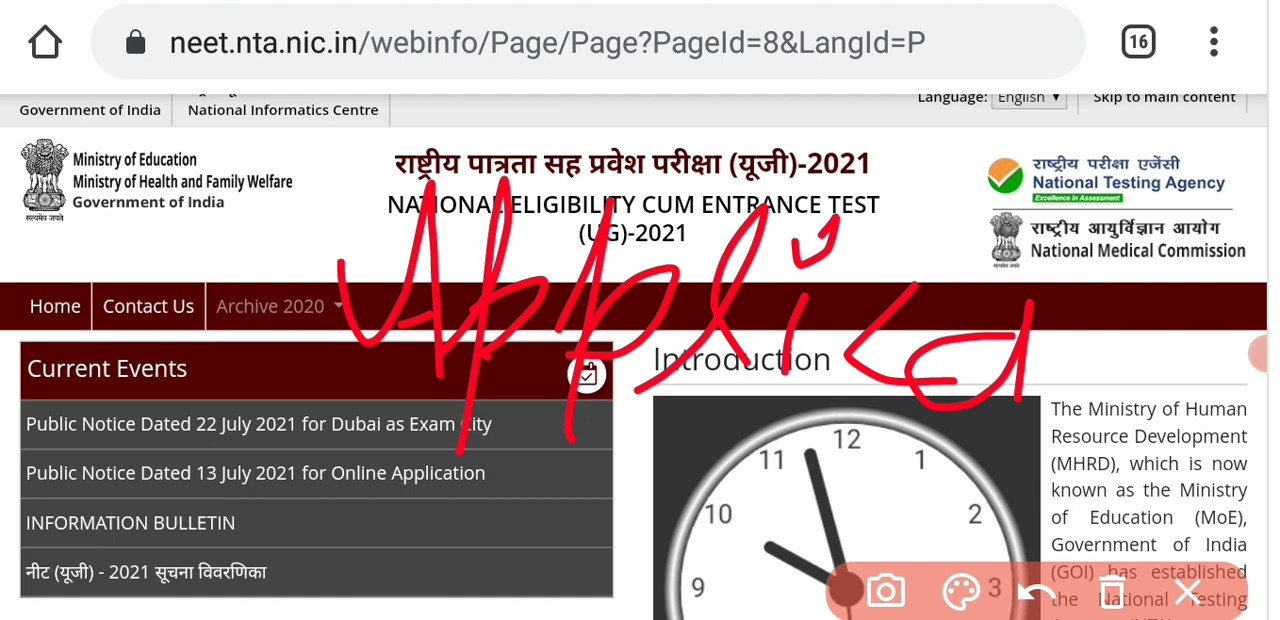 neet.nta.nic.in/webinfo/Page/Page?PageId=8&LangId=P
16
Government of India
National Informatics Centre
Language: English
Skip to main content
Ministry of Education
Ministry of Health and Family Welfare
Government of India
सत्यमेव जयते
राष्ट्रीय पात्रता सह प्रवेश परीक्षा (यूजी)-2021
NATIONAL ELIGIBILITY CUM ENTRANCE TEST
(UG)-2021
राष्ट्रीय परीक्षा एजेंसी
National Testing Agency
Excellence in Assessment
राष्ट्रीय आयुर्विज्ञान आयोग
National Medical Commission
Home
Contact Us
Archive 2020
Current Events
Public Notice Dated 22 July 2021 for Dubai as Exam City
Public Notice Dated 13 July 2021 for Online Application
INFORMATION BULLETIN
नीट (यूजी) - 2021 सूचना विवरणिका
Introduction
12
11
1
10
2
9
3
The Ministry of Human
Resource Development
(MHRD), which is now
known as the Ministry
of Education (MoE),
Government of India
(GOI) has established
the National Testing